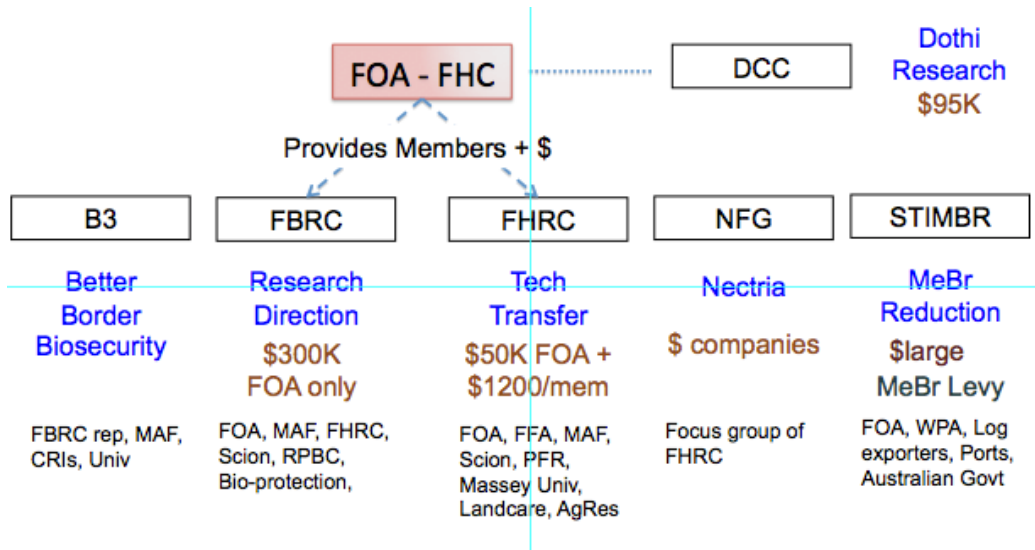 FOA - FHC
DCC
Dothi
Research
$95K
Provides Members + $
B3
FBRC
FHRC
NFG
STIMBR
Better
Border
Biosecurity
FBRC rep, MAF,
CRIs, Univ
Research
Direction
$300K
FOA only
FOA, MAF, FHRC,
Scion, RPBC,
Bio-protection,
Tech
Transfer
$50K FOA +
$1200/mem
FOA, FFA, MAF,
Scion, PFR,
Massey Univ,
Landcare, AgRes
Nectria
$ companies
Focus group of
FHRC
MeBr
Reduction
$large
MeBr Levy
FOA, WPA, Log
exporters, Ports,
Australian Govt